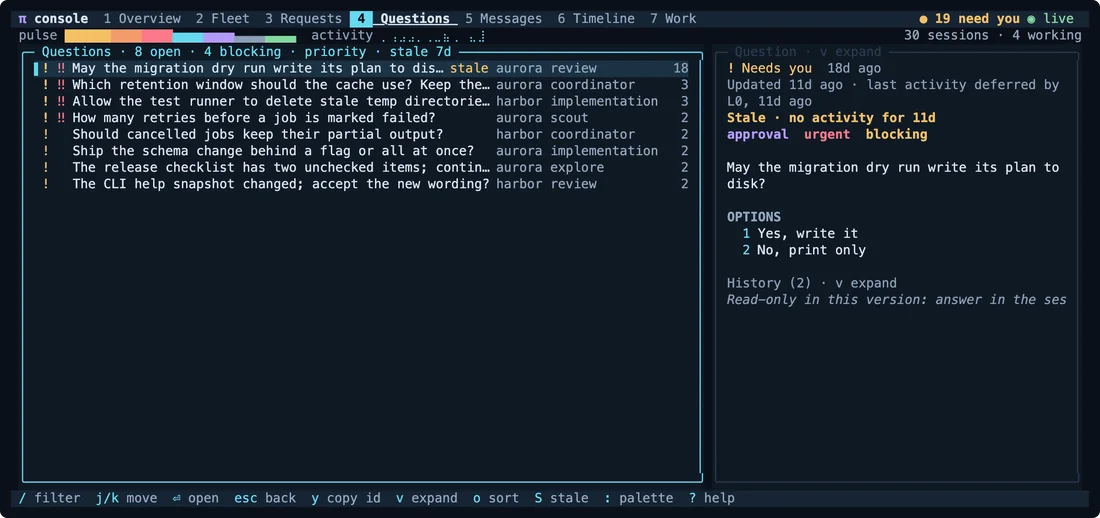 π console 1 Overview 2 Fleet 3 Requests 4 Questions 5 Messages 6 Timeline 7 Work ● 19 need you ◉ live
pulse activity 30 sessions · 4 working
Questions · 8 open · 4 blocking · priority · stale 7d
! ‼ May the migration dry run write its plan to dis… stale aurora review 18
! ‼ Which retention window should the cache use? Keep the… aurora coordinator 3
! ‼ Allow the test runner to delete stale temp directorie… harbor implementation 3
! ‼ How many retries before a job is marked failed? aurora scout 2
! Should cancelled jobs keep their partial output? harbor coordinator 2
! Ship the schema change behind a flag or all at once? aurora implementation 2
! The release checklist has two unchecked items; contin… aurora explore 2
! The CLI help snapshot changed; accept the new wording? harbor review 2
Question · v expand
! Needs you 18d ago
Updated 11d ago · last activity deferred by
L0, 11d ago
Stale · no activity for 11d
approval urgent blocking
May the migration dry run write its plan to
disk?
OPTIONS
1 Yes, write it
2 No, print only
History (2) · v expand
Read-only in this version: answer in the ses
/ filter j/k move ⏎ open esc back y copy id v expand o sort S stale : palette ? help